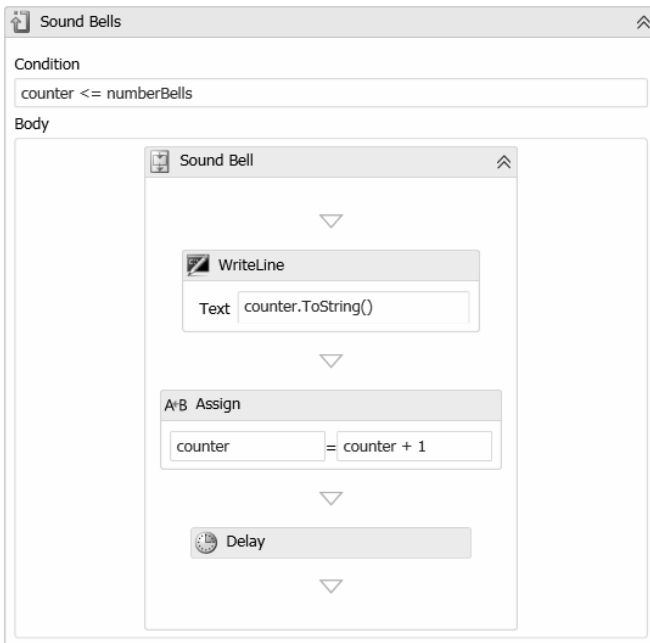 Sound Bells
Condition
counter <= numberBells
Body
Sound Bell
WriteLine
Text counter.ToString()
A+B Assign
counter = counter + 1
Delay